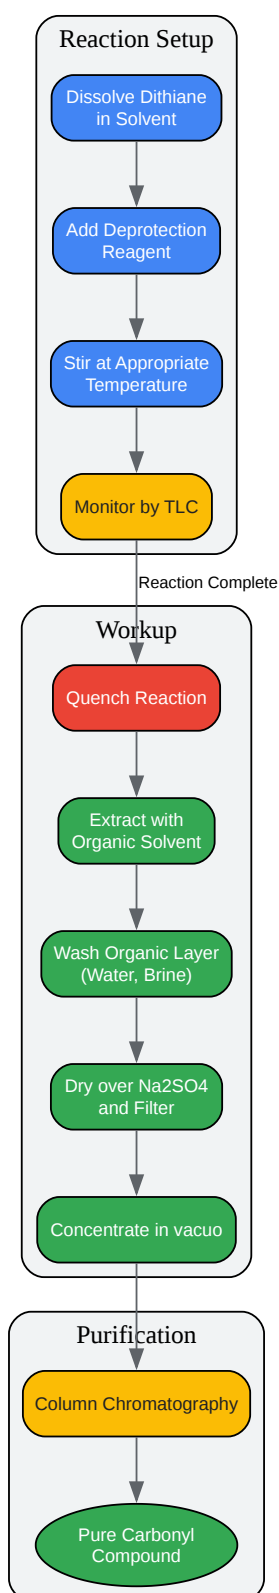 Reaction Setup
Dissolve Dithiane
in Solvent
Add Deprotection
Reagent
Stir at Appropriate
Temperature
Monitor by TLC
Reaction Complete
Workup
Quench Reaction
Extract with
Organic Solvent
Wash Organic Layer
(Water, Brine)
Dry over Na2SO4
and Filter
Concentrate in vacuo
Purification
Column Chromatography
Pure Carbonyl
Compound